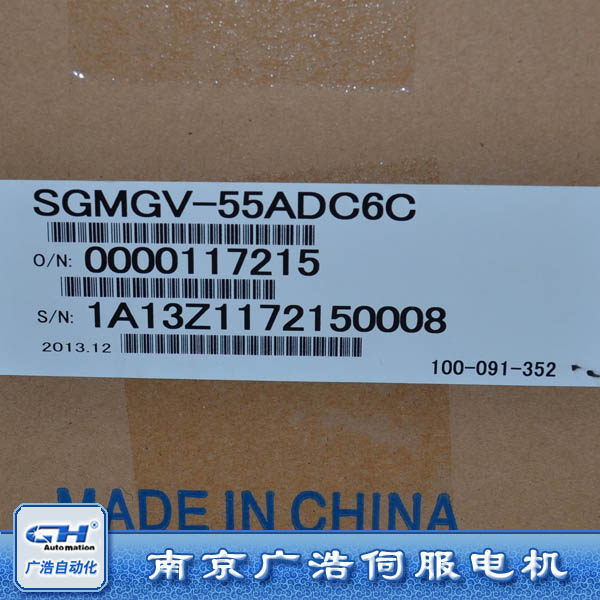 SGMGV-55ADC6C
O/N: 0000117215
S/N: 1A13Z1172150008
2013.12
100-091-352
MADE IN CHINA
GH®
Automation
广浩自动化
南京广浩伺服电机